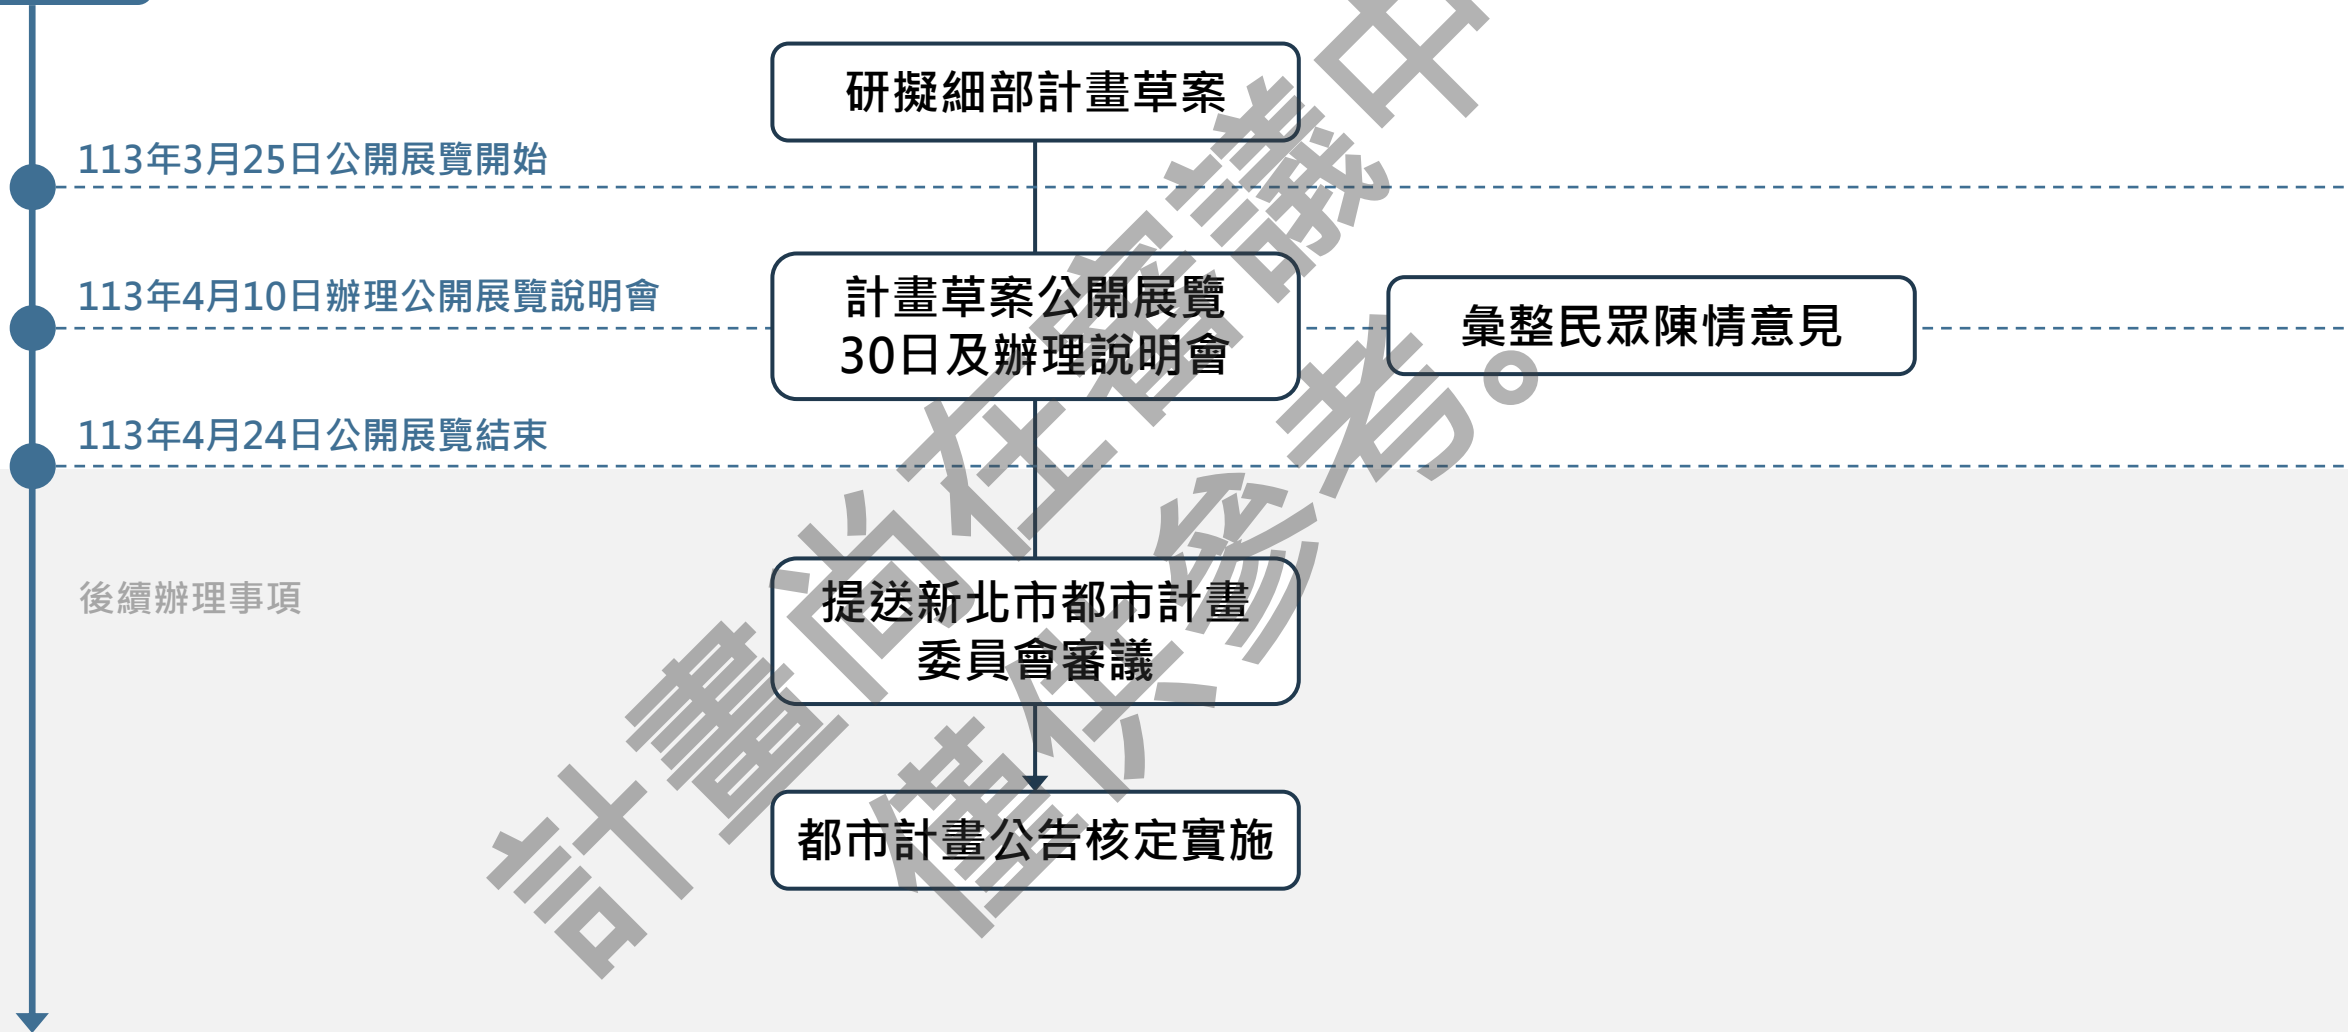 研擬細部計畫草案
113年3月25日公開展覽開始
113年4月10日辦理公開展覽說明會
計畫草案公開展覽
30日及辦理說明會
彙整民眾陳情意見
113年4月24日公開展覽結束
後續辦理事項
提送新北市都市計畫
委員會審議
都市計畫公告核定實施
計畫尚在審議中
僅供參考。